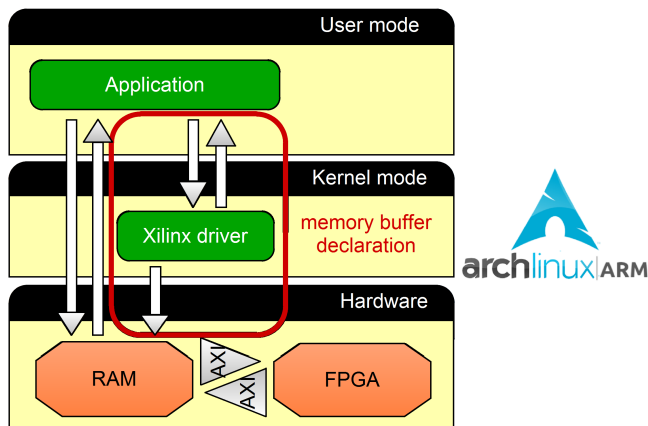 User mode
Application
Kernel mode
Xilinx driver
memory buffer
declaration
archlinux|ARM
Hardware
RAM
AXI
AXI
FPGA